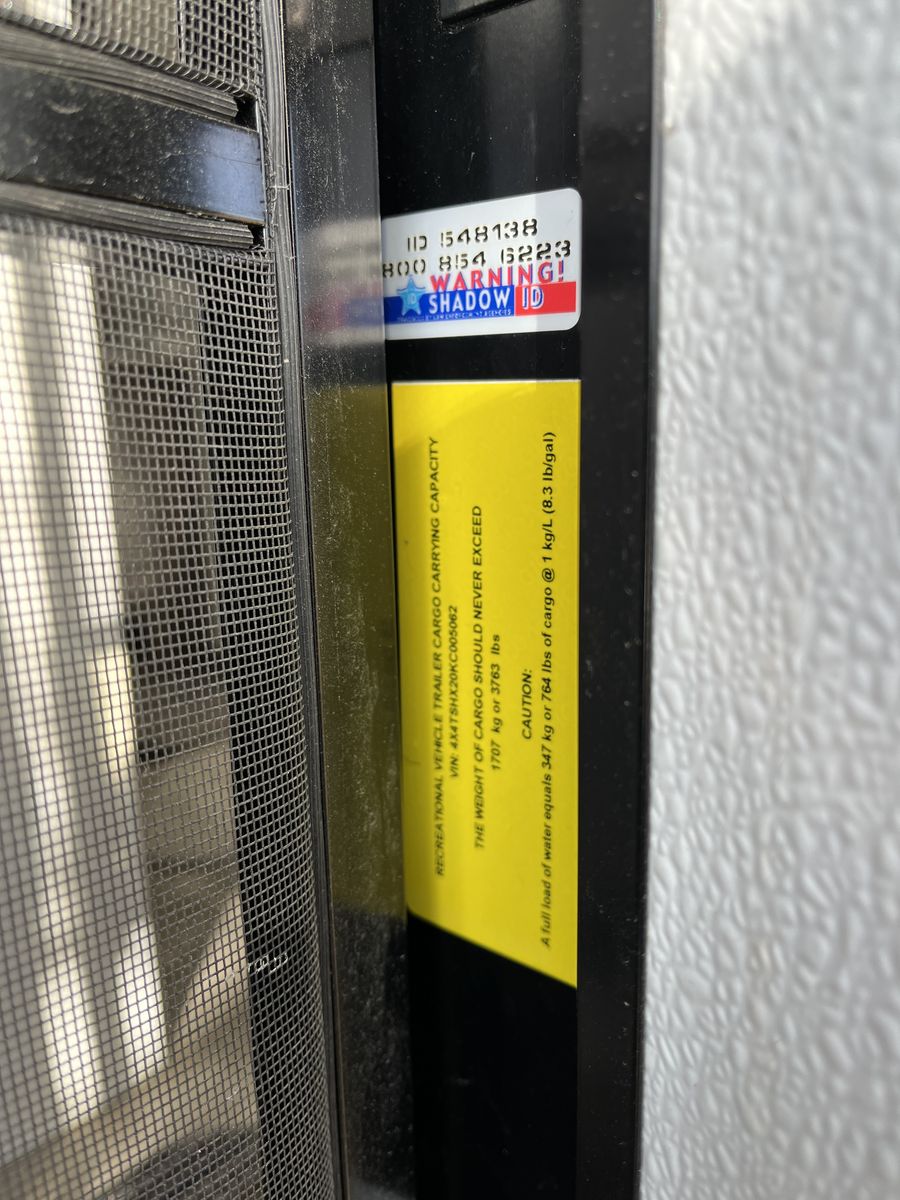 ID 548138
800 854 6223
WARNING!
ID SHADOW ID
RECREATIONAL VEHICLE TRAILER CARGO CARRYING CAPACITY
VIN: 4X4TSHX20KC005062
THE WEIGHT OF CARGO SHOULD NEVER EXCEED
1707 kg or 3763 lbs
CAUTION:
A full load of water equals 347 kg or 764 lbs of cargo @ 1 kg/L (8.3 lb/gal)